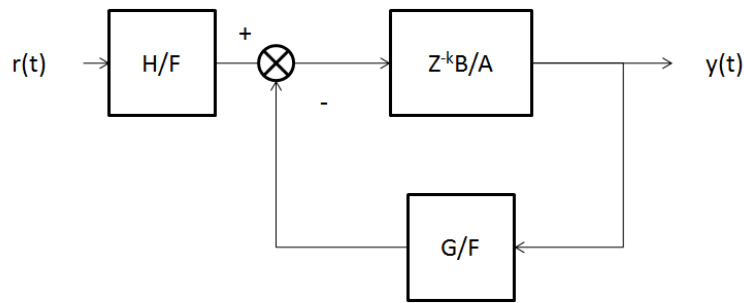 r(t)
H/F
+
-
Z⁻ᵏB/A
y(t)
G/F